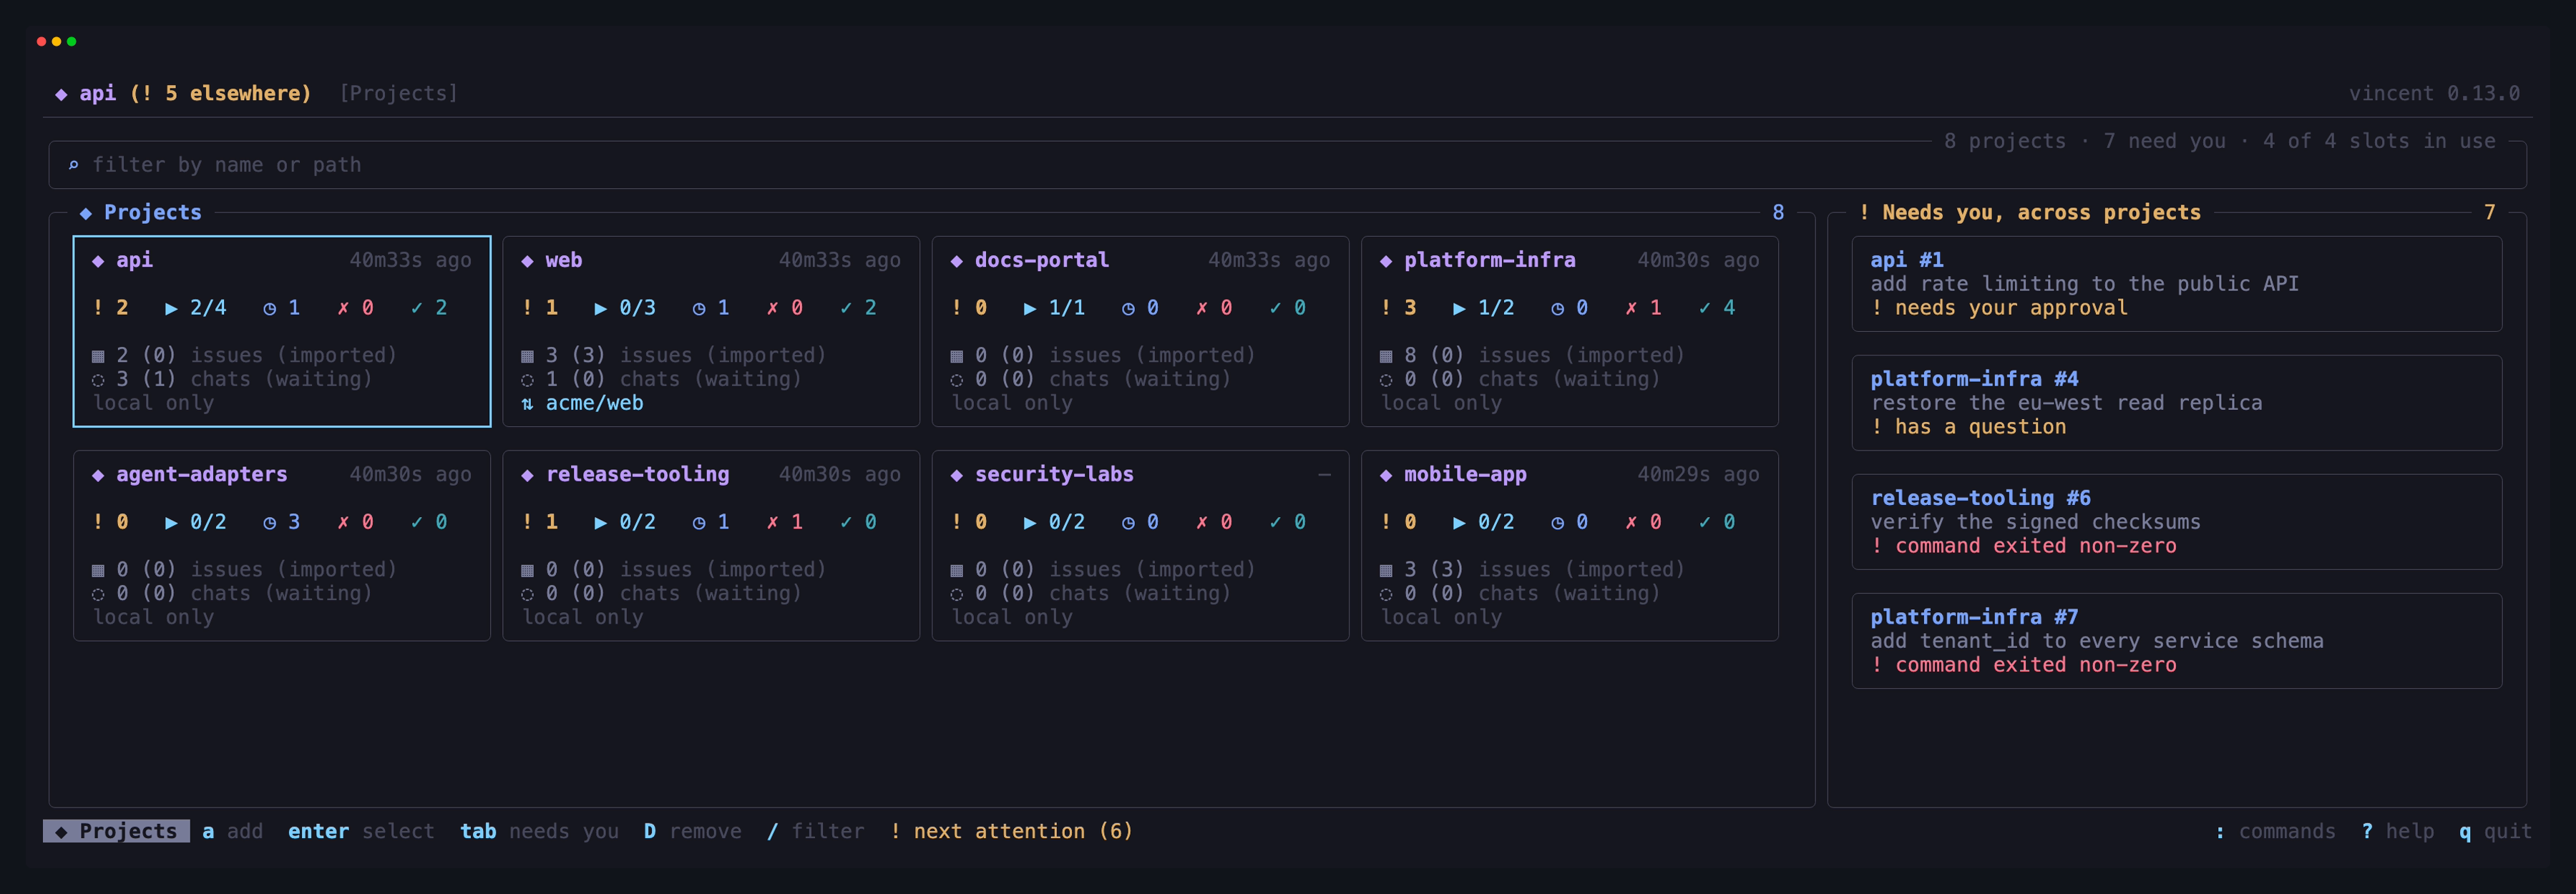 ◆ api (! 5 elsewhere) [Projects] vincent 0.13.0
8 projects · 7 need you · 4 of 4 slots in use
⌕ filter by name or path
◆ Projects 8
◆ api 40m33s ago
! 2 ▶ 2/4 ◷ 1 ✗ 0 ✓ 2
▦ 2 (0) issues (imported)
◌ 3 (1) chats (waiting)
local only
◆ web 40m33s ago
! 1 ▶ 0/3 ◷ 1 ✗ 0 ✓ 2
▦ 3 (3) issues (imported)
◌ 1 (0) chats (waiting)
⇅ acme/web
◆ docs-portal 40m33s ago
! 0 ▶ 1/1 ◷ 0 ✗ 0 ✓ 0
▦ 0 (0) issues (imported)
◌ 0 (0) chats (waiting)
local only
◆ platform-infra 40m30s ago
! 3 ▶ 1/2 ◷ 0 ✗ 1 ✓ 4
▦ 8 (0) issues (imported)
◌ 0 (0) chats (waiting)
local only
◆ agent-adapters 40m30s ago
! 0 ▶ 0/2 ◷ 3 ✗ 0 ✓ 0
▦ 0 (0) issues (imported)
◌ 0 (0) chats (waiting)
local only
◆ release-tooling 40m30s ago
! 1 ▶ 0/2 ◷ 1 ✗ 1 ✓ 0
▦ 0 (0) issues (imported)
◌ 0 (0) chats (waiting)
local only
◆ security-labs —
! 0 ▶ 0/2 ◷ 0 ✗ 0 ✓ 0
▦ 0 (0) issues (imported)
◌ 0 (0) chats (waiting)
local only
◆ mobile-app 40m29s ago
! 0 ▶ 0/2 ◷ 0 ✗ 0 ✓ 0
▦ 3 (3) issues (imported)
◌ 0 (0) chats (waiting)
local only
! Needs you, across projects 7
api #1
add rate limiting to the public API
! needs your approval
platform-infra #4
restore the eu-west read replica
! has a question
release-tooling #6
verify the signed checksums
! command exited non-zero
platform-infra #7
add tenant_id to every service schema
! command exited non-zero
◆ Projects a add enter select tab needs you D remove / filter ! next attention (6) : commands ? help q quit